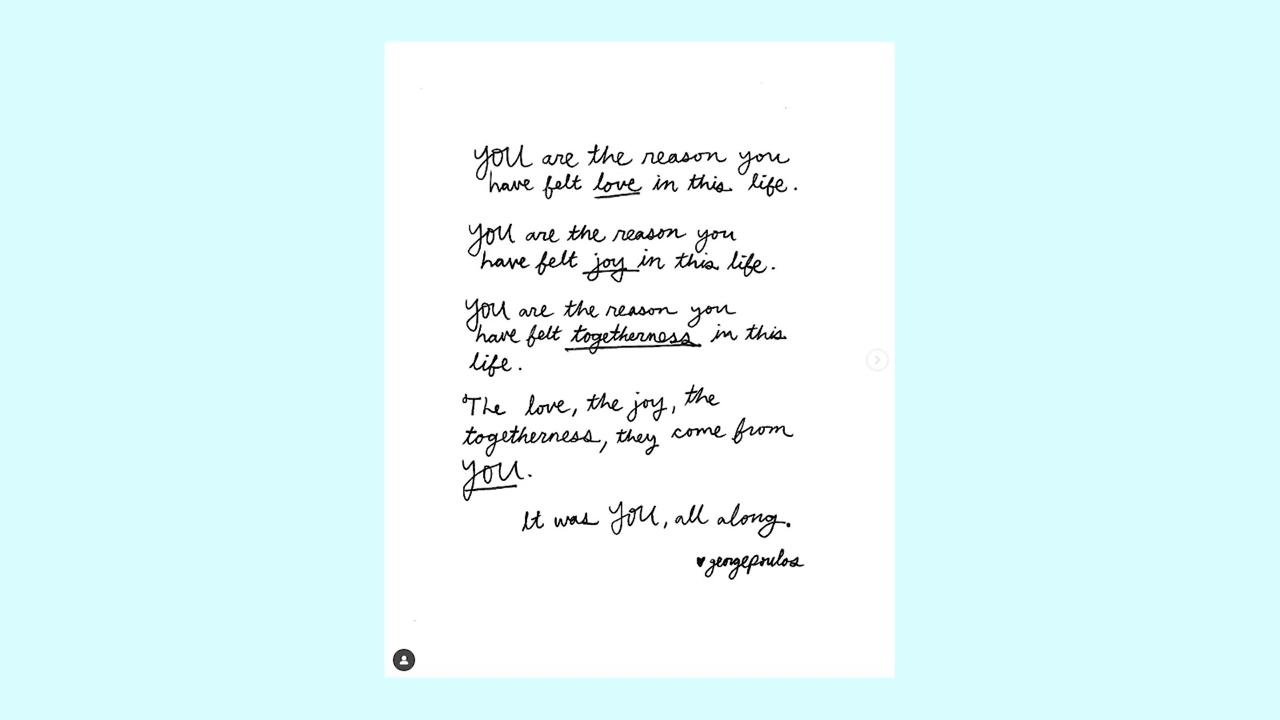 YOU are the reason you
have felt love in this life.
YOU are the reason you
have felt joy in this life.
YOU are the reason you
have felt togetherness in this
life.
The love, the joy, the
togetherness, they come from
YOU.
It was YOU, all along.
♥georgepoulos